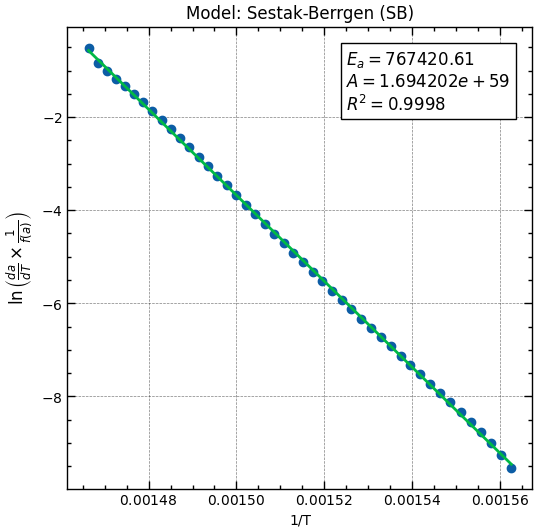 Model: Sestak-Berrgen (SB)
E_a = 767420.61
A = 1.694202e + 59
R² = 0.9998
−2
−4
−6
−8
ln(da/dT × 1/f(a))
0.00148 0.00150 0.00152 0.00154 0.00156
1/T